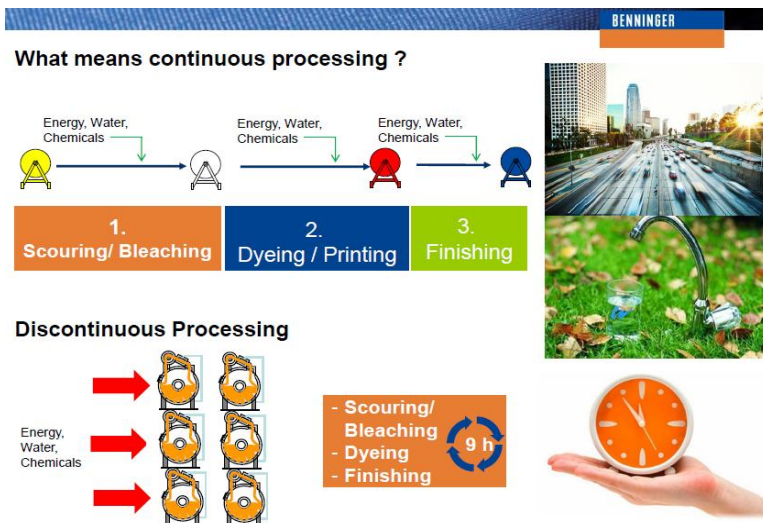 BENNINGER
What means continuous processing ?
Energy, Water,
Chemicals
Energy, Water,
Chemicals
Energy, Water,
Chemicals
1.
Scouring/ Bleaching
2.
Dyeing / Printing
3.
Finishing
Discontinuous Processing
Energy,
Water,
Chemicals
- Scouring/
Bleaching
- Dyeing
- Finishing
9 h